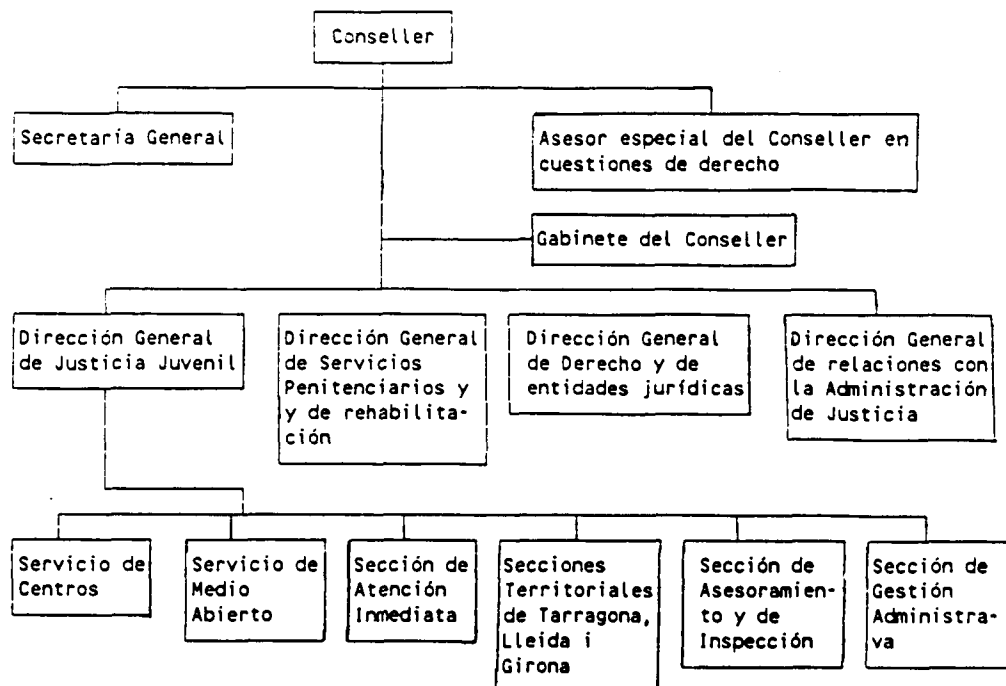 Conseller
Secretaría General
Asesor especial del Conseller en
cuestiones de derecho
Gabinete del Conseller
Dirección General
de Justicia Juvenil
Dirección General
de Servicios
Penitenciarios y
y de rehabilita-
ción
Dirección General
de Derecho y de
entidades jurídicas
Dirección General
de relaciones con
la Administración
de Justicia
Servicio de
Centros
Servicio de
Medio
Abierto
Sección de
Atención
Inmediata
Secciones
Territoriales
de Tarragona,
Lleida i
Girona
Sección de
Asesoramien-
to y de
Inspección
Sección de
Gestión
Administra-
va